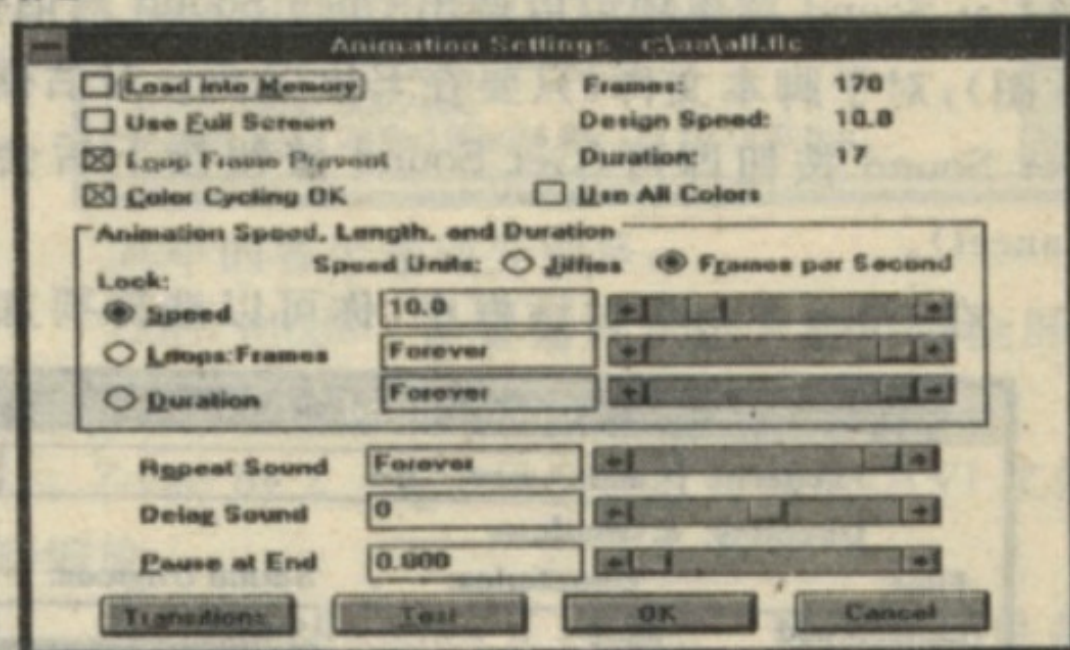 Animation Settings - c:\aa\all.flc
Load into Memory
Frames: 170
Use Full Screen
Design Speed: 10.0
Loop Frame Present
Duration: 17
Color Cycling OK
Use All Colors
Animation Speed, Length, and Duration
Speed Units: Jiffies Frames per Second
Lock:
Speed 10.0
Loops:Frames Forever
Duration Forever
Repeat Sound Forever
Delay Sound 0
Pause at End 0.000
Transitions Test OK Cancel